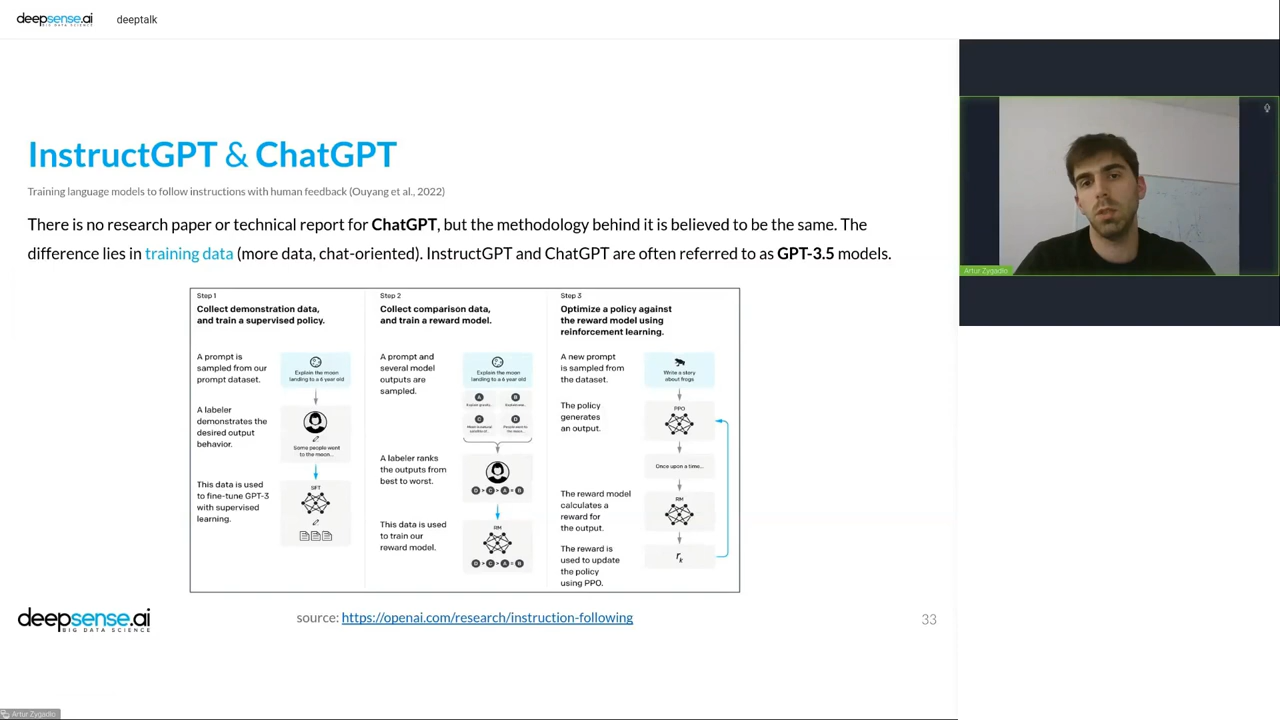 deepsense.ai
BIG DATA SCIENCE
deeptalk
InstructGPT & ChatGPT
Training language models to follow instructions with human feedback (Ouyang et al., 2022)
There is no research paper or technical report for ChatGPT, but the methodology behind it is believed to be the same. The
difference lies in training data (more data, chat-oriented). InstructGPT and ChatGPT are often referred to as GPT-3.5 models.
Step 1
Collect demonstration data,
and train a supervised policy.
A prompt is
sampled from our
prompt dataset.
Explain the moon
landing to a 6 year old
A labeler
demonstrates the
desired output
behavior.
Some people went
to the moon...
This data is used
to fine-tune GPT-3
with supervised
learning.
SFT
Step 2
Collect comparison data,
and train a reward model.
A prompt and
several model
outputs are
sampled.
Explain the moon
landing to a 6 year old
A
B
C
D
A labeler ranks
the outputs from
best to worst.
D > C > A = B
This data is used
to train our
reward model.
RM
D > C > A = B
Step 3
Optimize a policy against
the reward model using
reinforcement learning.
A new prompt
is sampled from
the dataset.
Write a story
about frogs
The policy
generates
an output.
PPO
Once upon a time...
The reward model
calculates a
reward for
the output.
RM
The reward is
used to update
the policy
using PPO.
rk
deepsense.ai
BIG DATA SCIENCE
source: https://openai.com/research/instruction-following
33
Artur Zygadlo
Artur Zygadlo